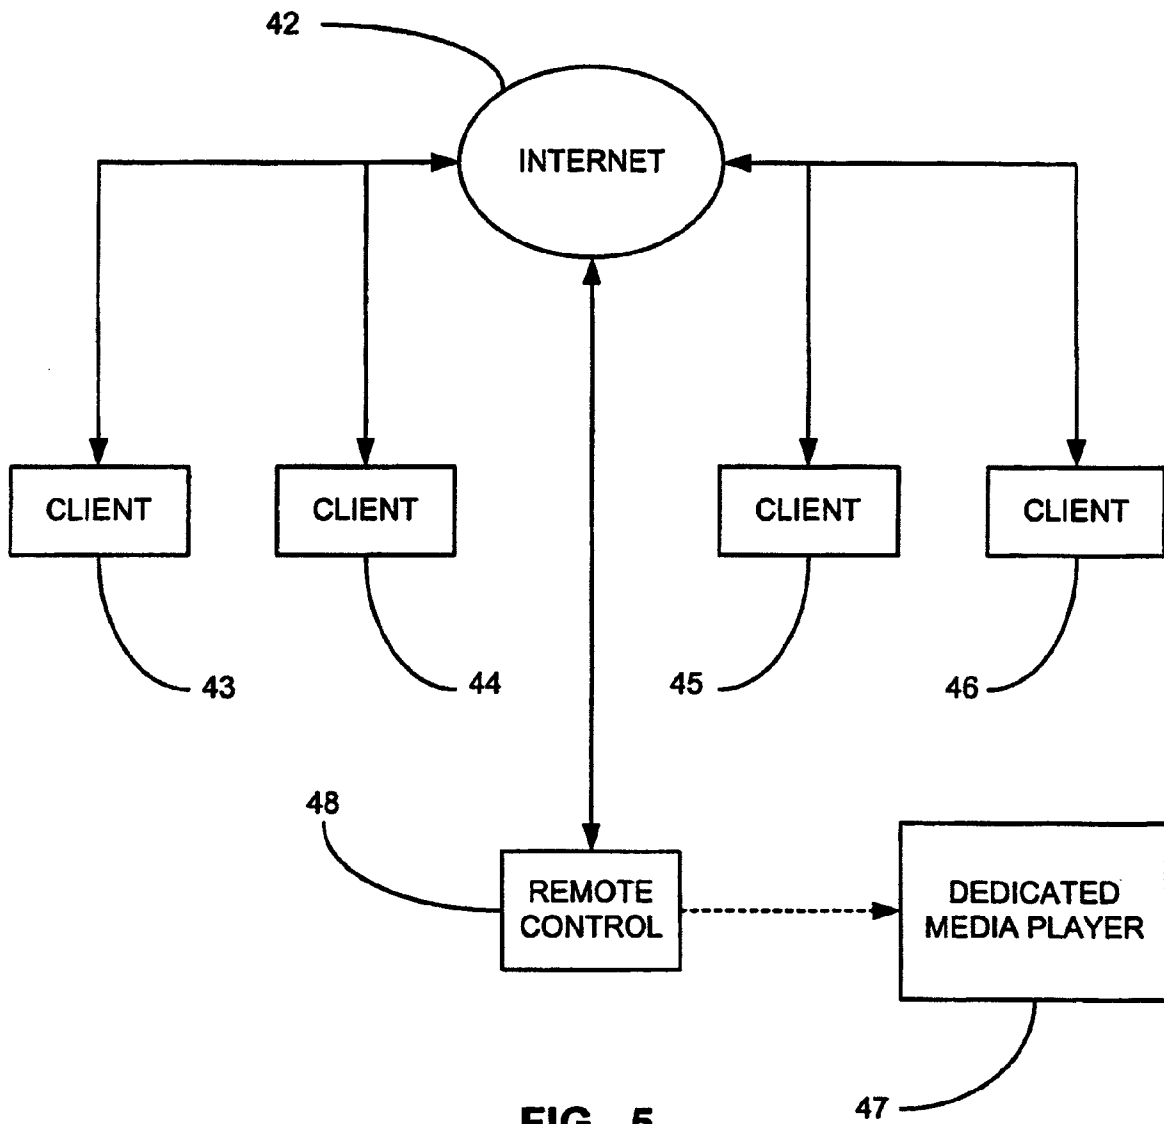 42
INTERNET
CLIENT
CLIENT
CLIENT
CLIENT
43
44
45
46
48
REMOTE
CONTROL
DEDICATED
MEDIA PLAYER
47
FIG. 5